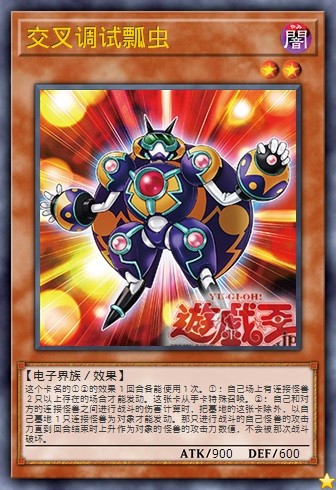 交叉调试瓢虫
闇
YU-GI-OH!
遊戯王
jp
【电子界族／效果】
这个卡名的①②的效果1回合各能使用1次。①：自己场上有连接怪兽
2只以上存在的场合才能发动。这张卡从手卡特殊召唤。②：自己和对
方的连接怪兽之间进行战斗的伤害计算时，把墓地的这张卡除外，以自
己墓地1只连接怪兽为对象才能发动。那只进行战斗的自己怪兽的攻击
力直到回合结束时上升作为对象的怪兽的攻击力数值，不会被那次战斗
破坏。
ATK/900 DEF/600